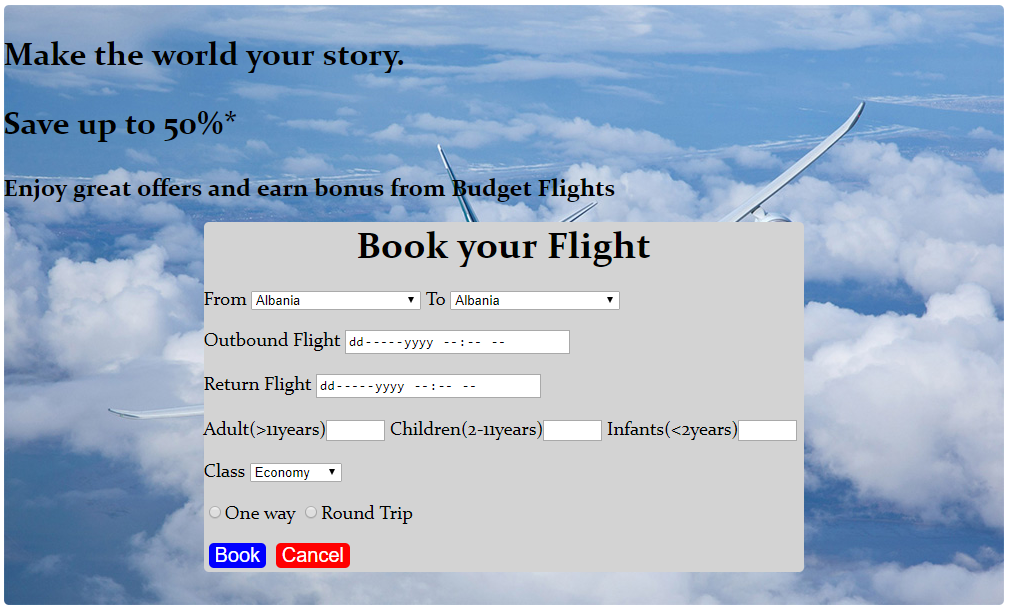 Make the world your story.
Save up to 50%*
Enjoy great offers and earn bonus from Budget Flights
Book your Flight
From Albania To Albania
Outbound Flight dd-----yyyy --:-- --
Return Flight dd-----yyyy --:-- --
Adult(>11years) Children(2-11years) Infants(<2years)
Class Economy
One way Round Trip
Book Cancel